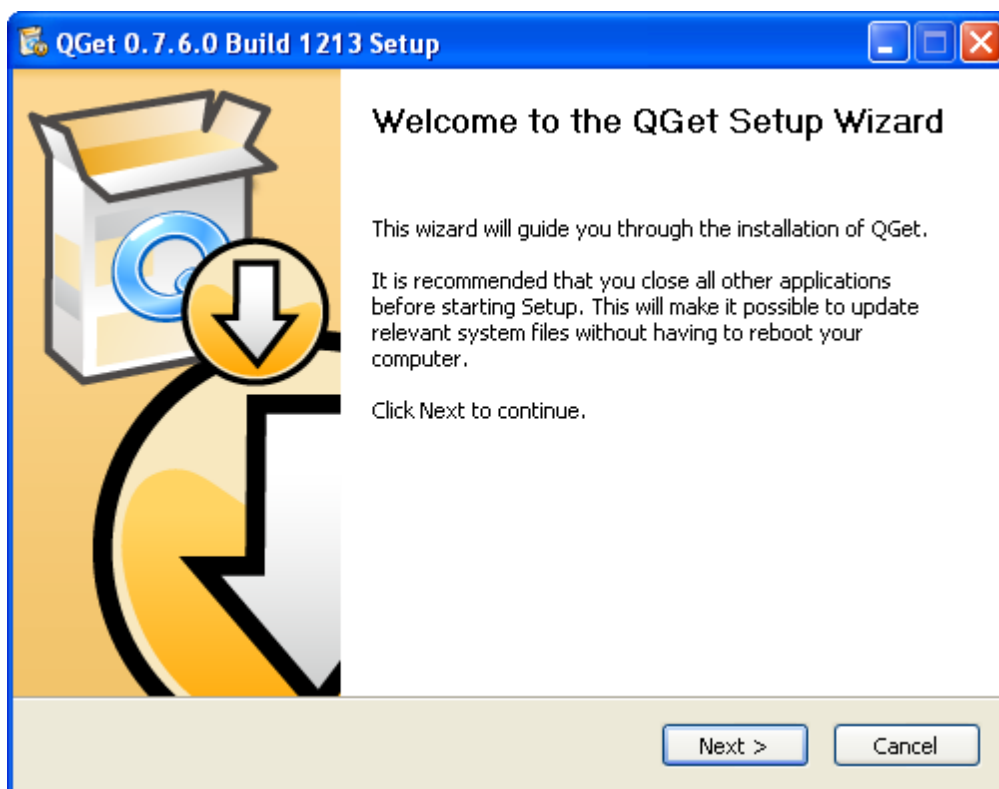 QGet 0.7.6.0 Build 1213 Setup
Welcome to the QGet Setup Wizard
This wizard will guide you through the installation of QGet.
It is recommended that you close all other applications
before starting Setup. This will make it possible to update
relevant system files without having to reboot your
computer.
Click Next to continue.
Q
Next >
Cancel